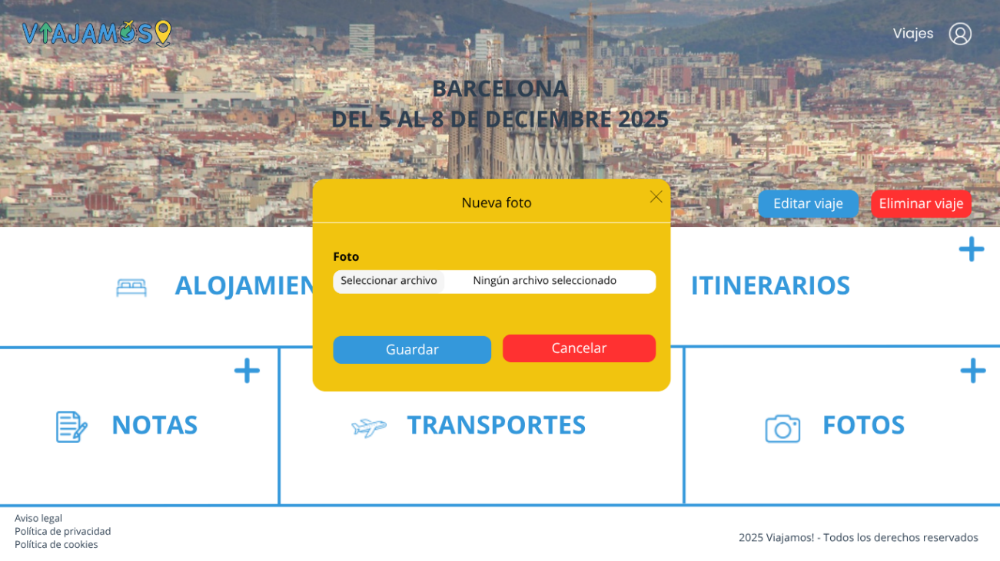 VIAJAMOS
Viajes
BARCELONA
DEL 5 AL 8 DE DECIEMBRE 2025
Editar viaje
Eliminar viaje
Nueva foto
Foto
Seleccionar archivo
Ningún archivo seleccionado
Guardar
Cancelar
ALOJAMIEN
ITINERARIOS
NOTAS
TRANSPORTES
FOTOS
Aviso legal
Política de privacidad
Política de cookies
2025 Viajamos! - Todos los derechos reservados